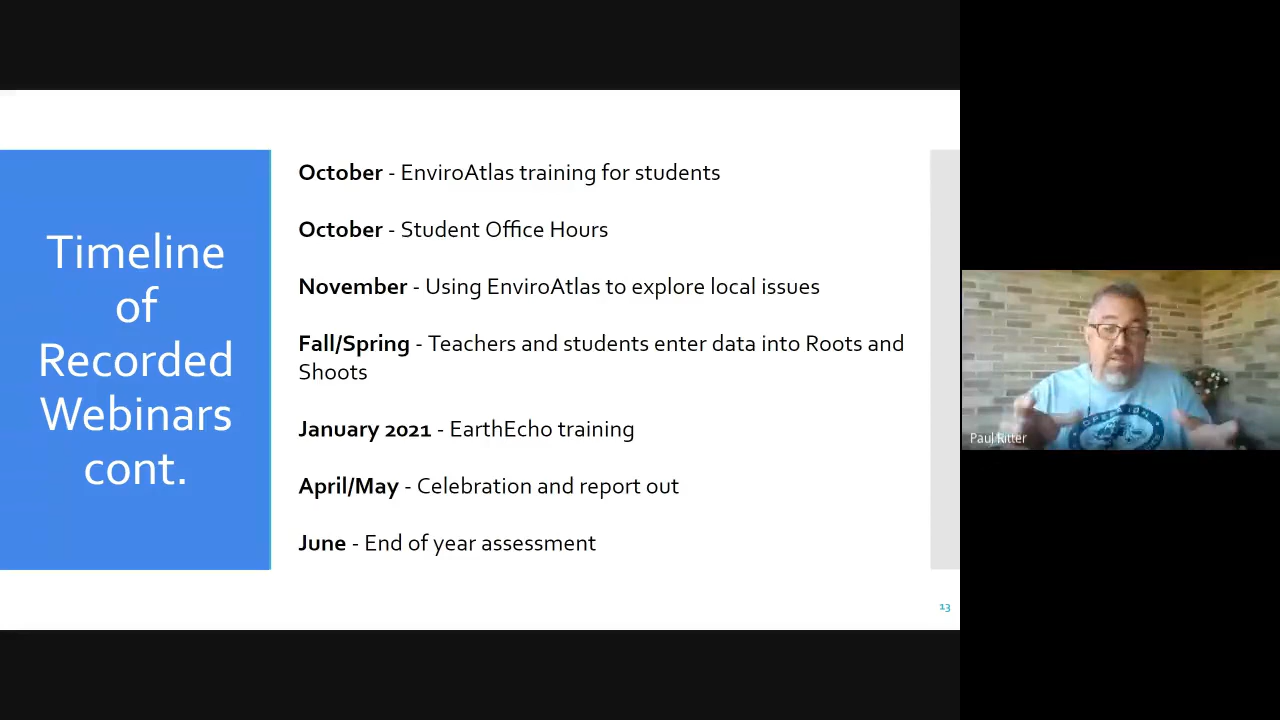 Timeline
of
Recorded
Webinars
cont.
October - EnviroAtlas training for students
October - Student Office Hours
November - Using EnviroAtlas to explore local issues
Fall/Spring - Teachers and students enter data into Roots and
Shoots
January 2021 - EarthEcho training
April/May - Celebration and report out
June - End of year assessment
13
Paul Ritter